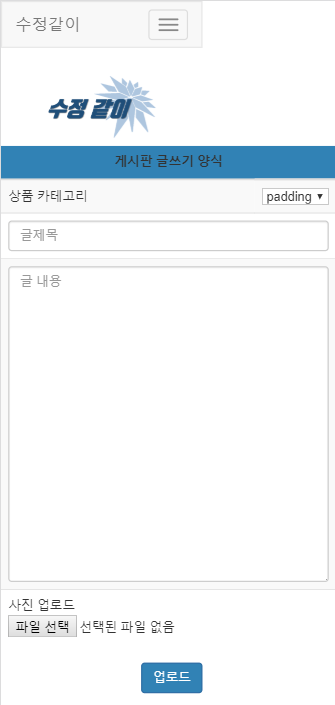 수정같이
수정 같이
게시판 글쓰기 양식
상품 카테고리 padding
글제목
글 내용
사진 업로드
파일 선택 선택된 파일 없음
업로드